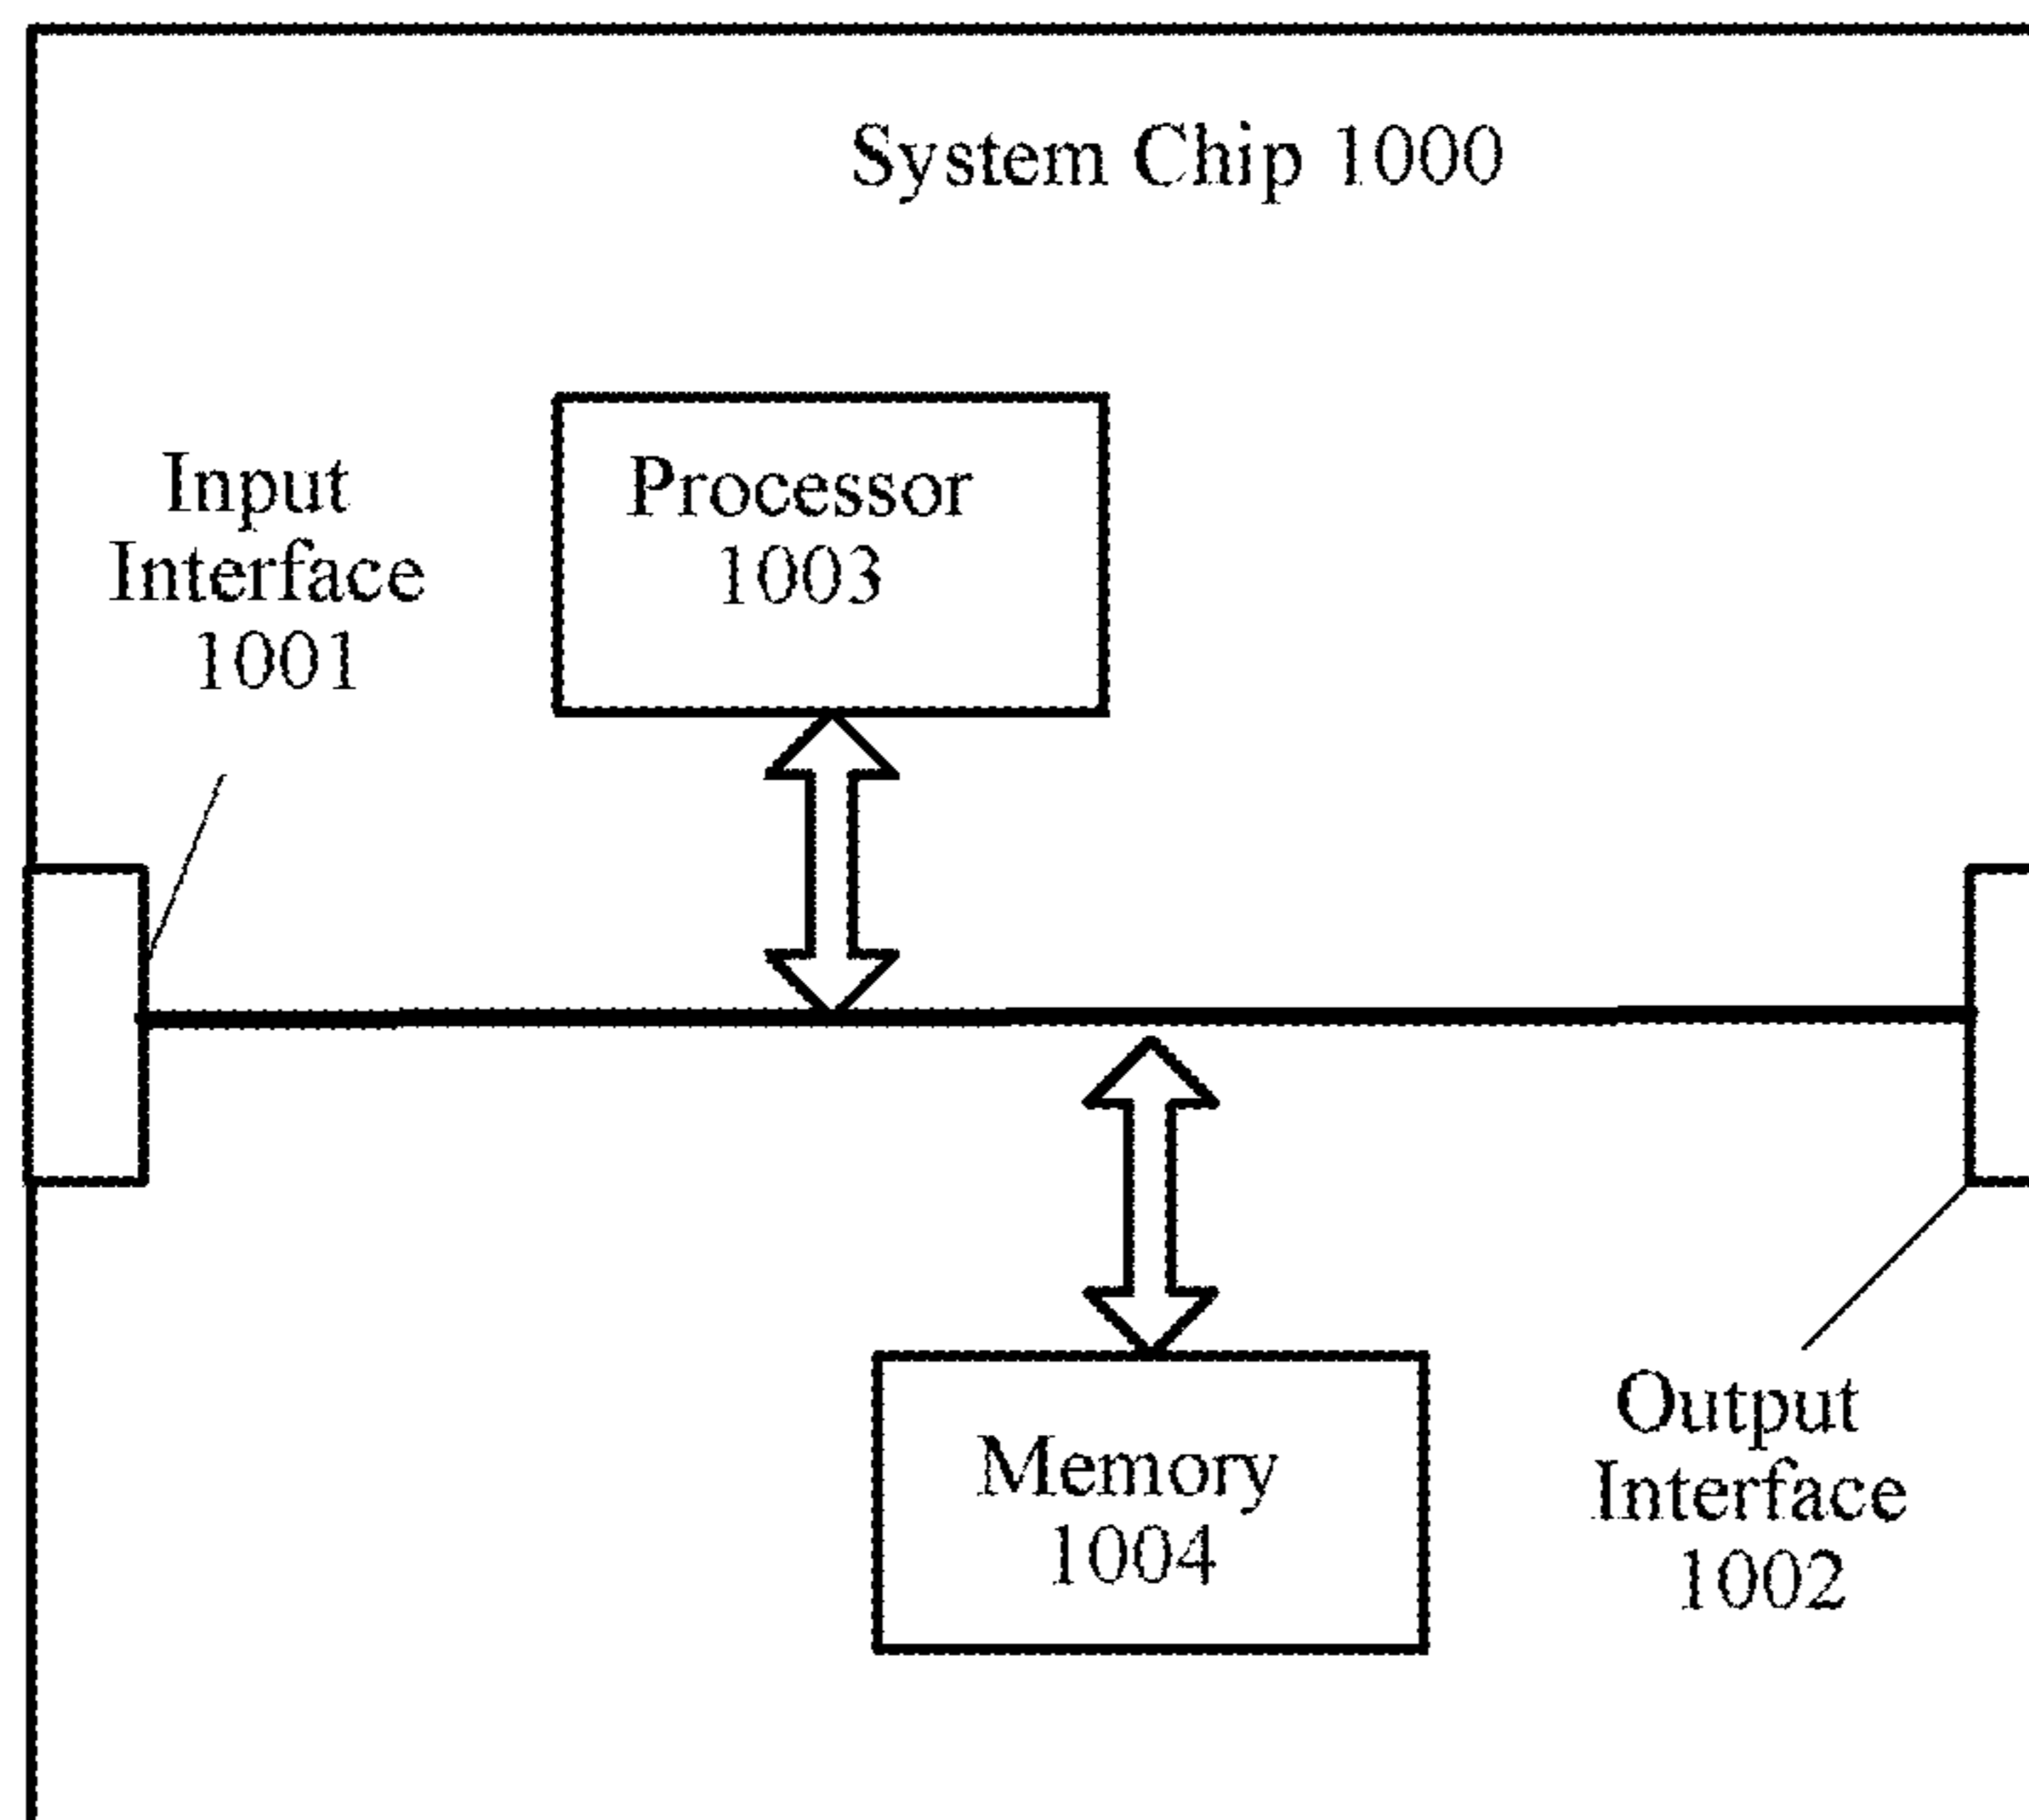 System Chip 1000
Input
Interface
1001
Processor
1003
Memory
1004
Output
Interface
1002